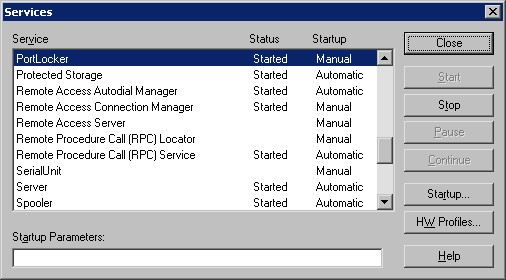 Services
Service Status Startup
PortLocker Started Manual
Protected Storage Started Automatic
Remote Access Autodial Manager Started Automatic
Remote Access Connection Manager Started Automatic
Remote Access Server Manual
Remote Procedure Call (RPC) Locator Manual
Remote Procedure Call (RPC) Service Started Automatic
SerialUnit Manual
Server Started Automatic
Spooler Started Automatic
Startup Parameters:
Close
Start
Stop
Pause
Continue
Startup...
HW Profiles...
Help